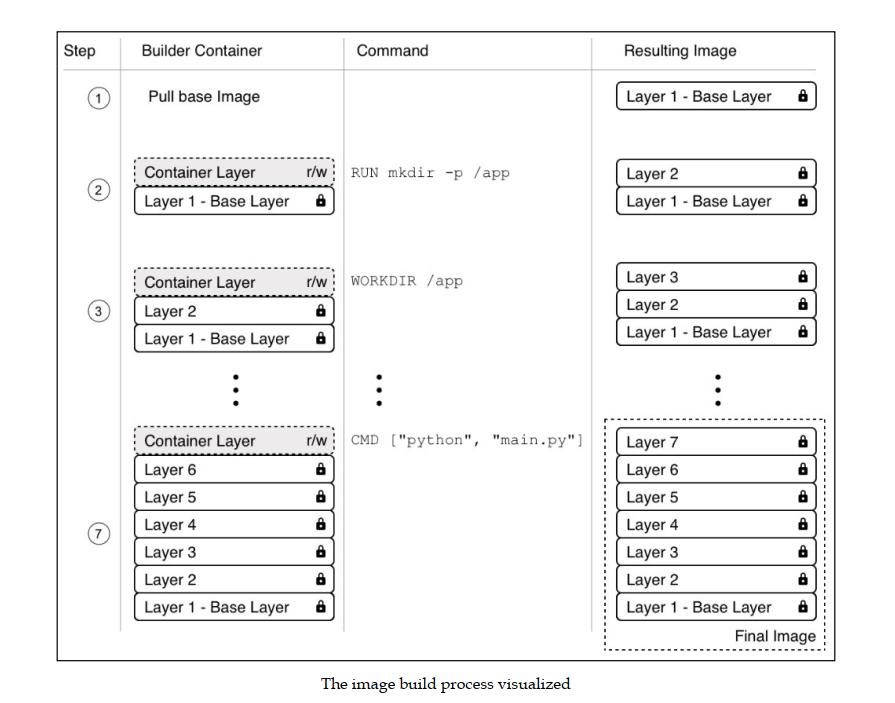 Step Builder Container Command Resulting Image
1 Pull base Image Layer 1 - Base Layer
Container Layer r/w RUN mkdir -p /app Layer 2
2 Layer 1 - Base Layer Layer 1 - Base Layer
Container Layer r/w WORKDIR /app Layer 3
3 Layer 2 Layer 2
Layer 1 - Base Layer Layer 1 - Base Layer
Container Layer r/w CMD ["python", "main.py"] Layer 7
Layer 6 Layer 6
Layer 5 Layer 5
Layer 4 Layer 4
7 Layer 3 Layer 3
Layer 2 Layer 2
Layer 1 - Base Layer Layer 1 - Base Layer
Final Image
The image build process visualized